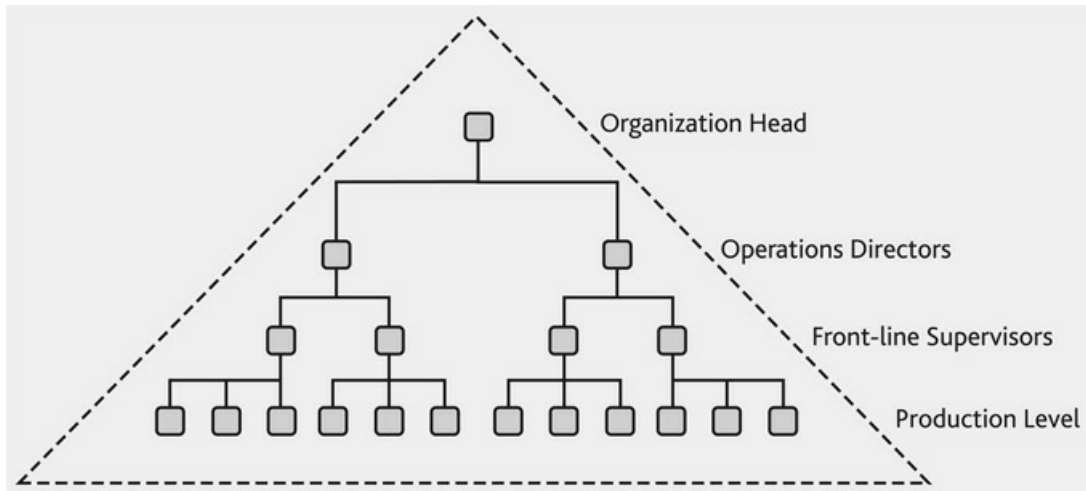 Organization Head
Operations Directors
Front-line Supervisors
Production Level